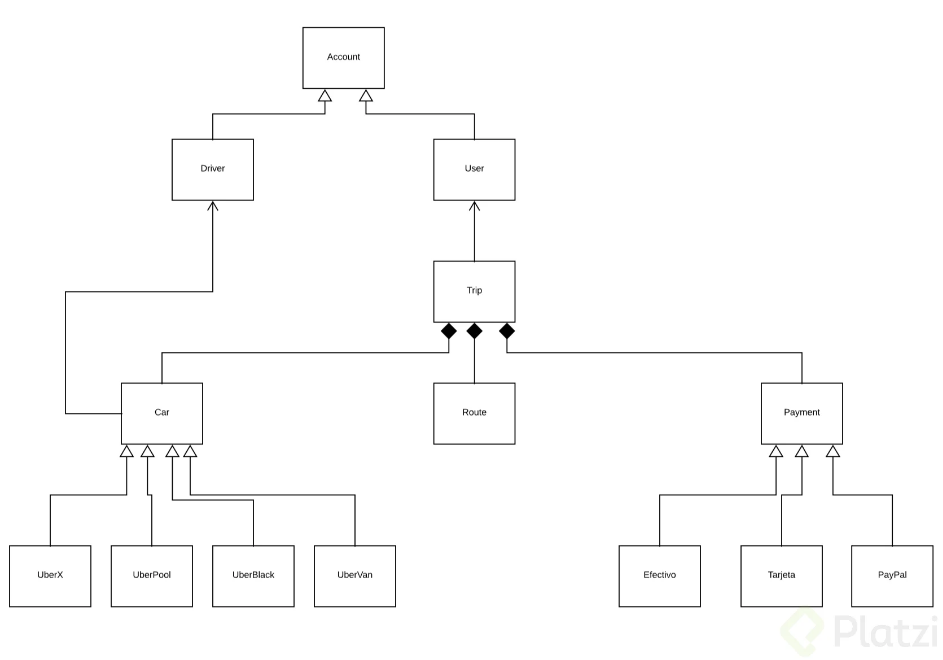 Account
Driver
User
Trip
Car
Route
Payment
UberX
UberPool
UberBlack
UberVan
Efectivo
Tarjeta
PayPal
Platzi